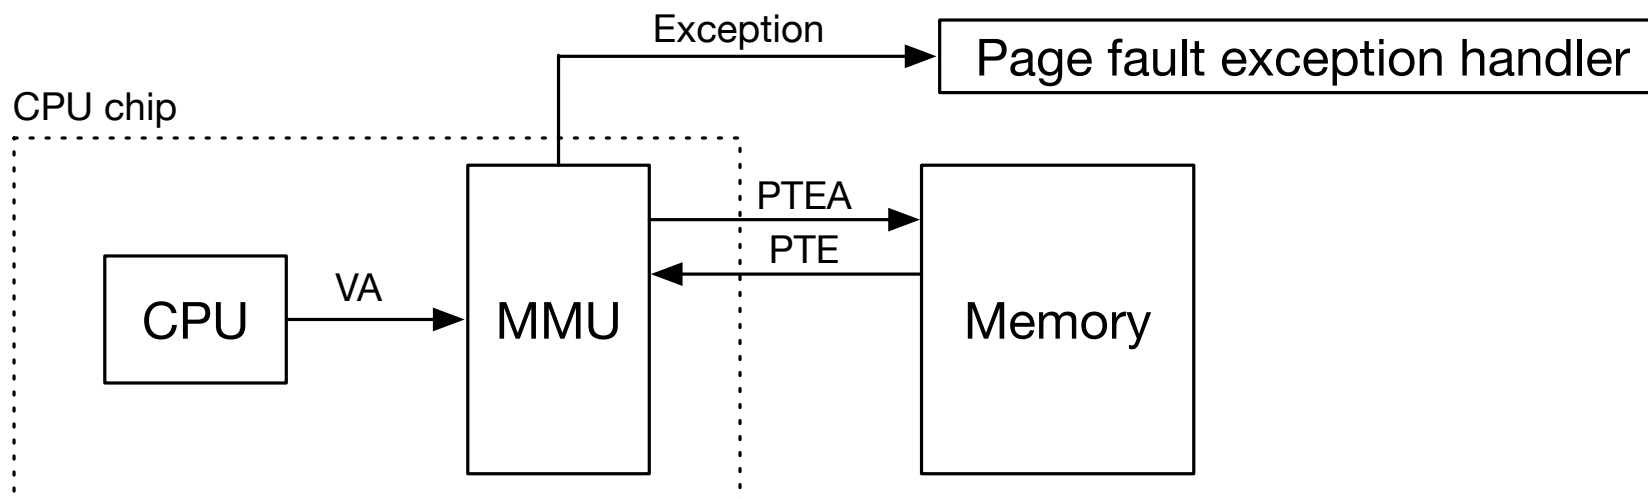 Exception
Page fault exception handler
CPU chip
PTEA
PTE
VA
CPU
MMU
Memory